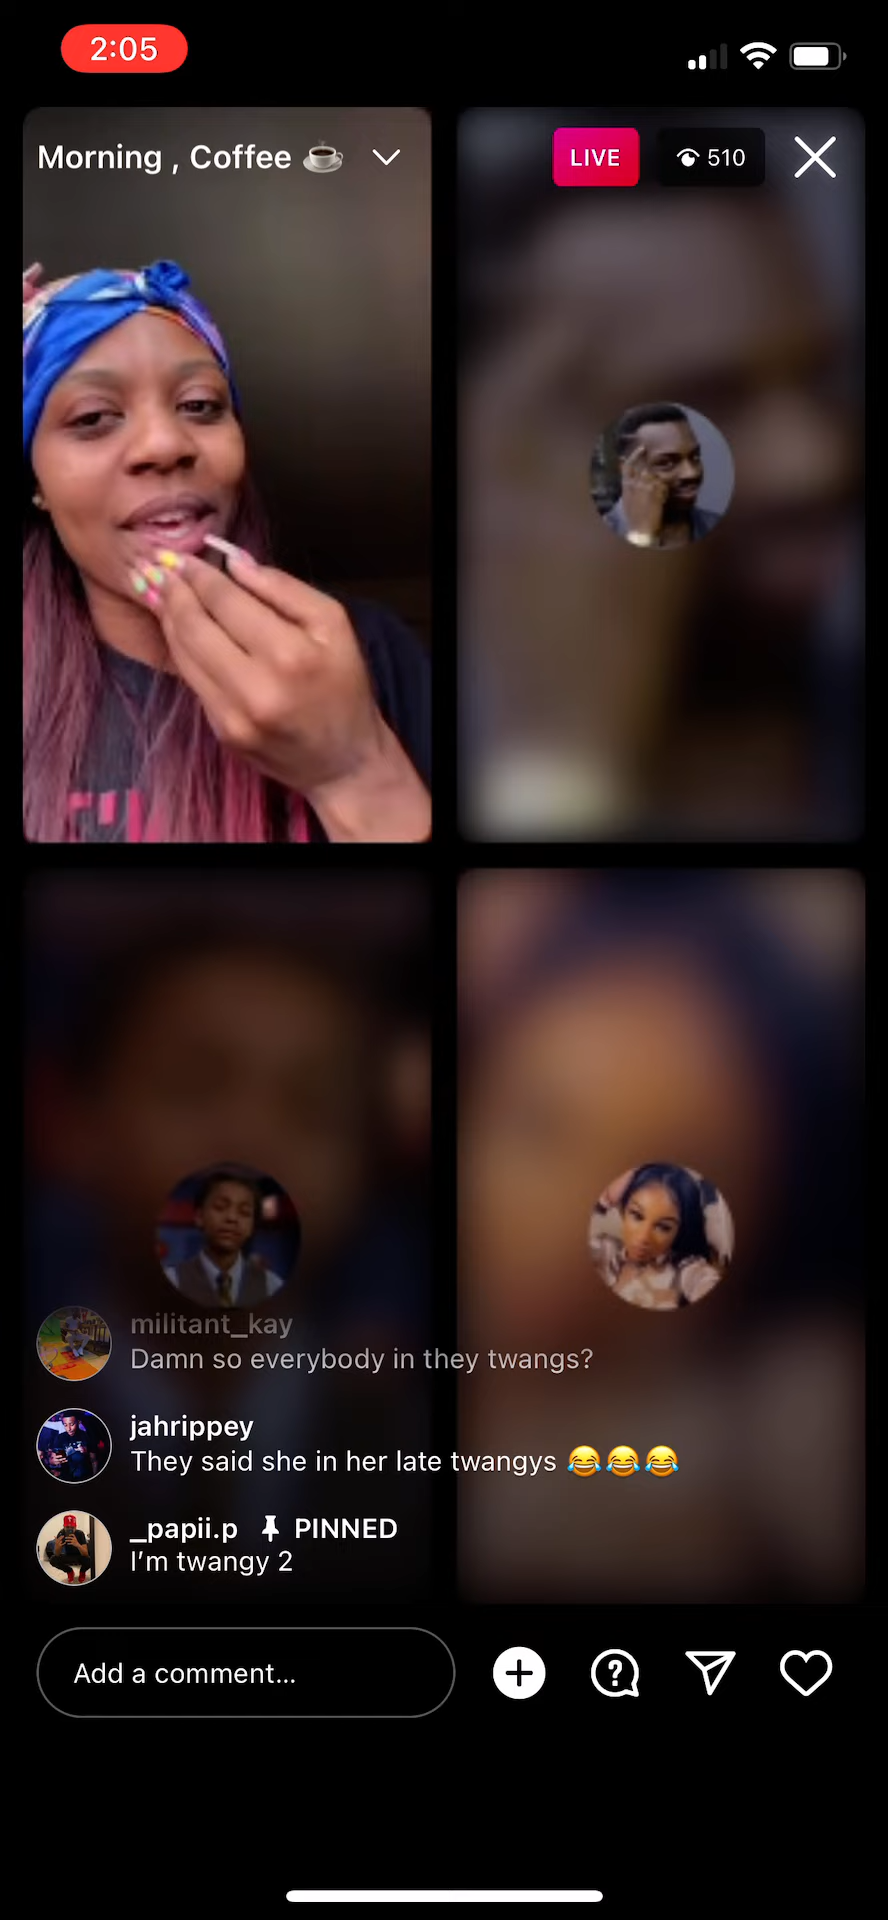 2:05
Morning , Coffee ☕
LIVE
510
militant_kay
Damn so everybody in they twangs?
jahrippey
They said she in her late twangys 😂😂😂
_papii.p PINNED
I'm twangy 2
Add a comment...